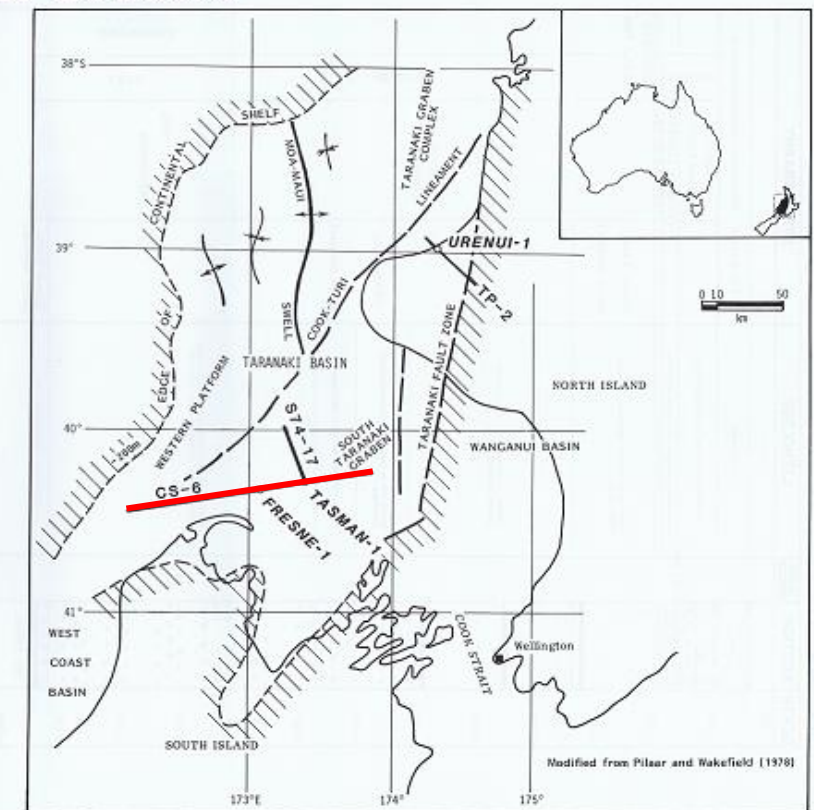 38°S
SHELF
CONTINENTAL
MOA-MAUI
TARANAKI GRABEN
COMPLEX
LINEAMENT
39°
URENUI-1
0 10 50
km
TP-2
OF
SWELL
COOK-TURI
TARANAKI BASIN
EDGE
WESTERN PLATFORM
TARANAKI FAULT ZONE
NORTH ISLAND
40°
S74-17
SOUTH
TARANAKI
GRABEN
WANGANUI BASIN
200m
CS-6
FRESNE-1
TASMAN-1
41°
WEST
COAST
BASIN
COOK STRAIT
Wellington
SOUTH ISLAND
Modified from Pilaar and Wakefield (1978)
173°E
174°
175°